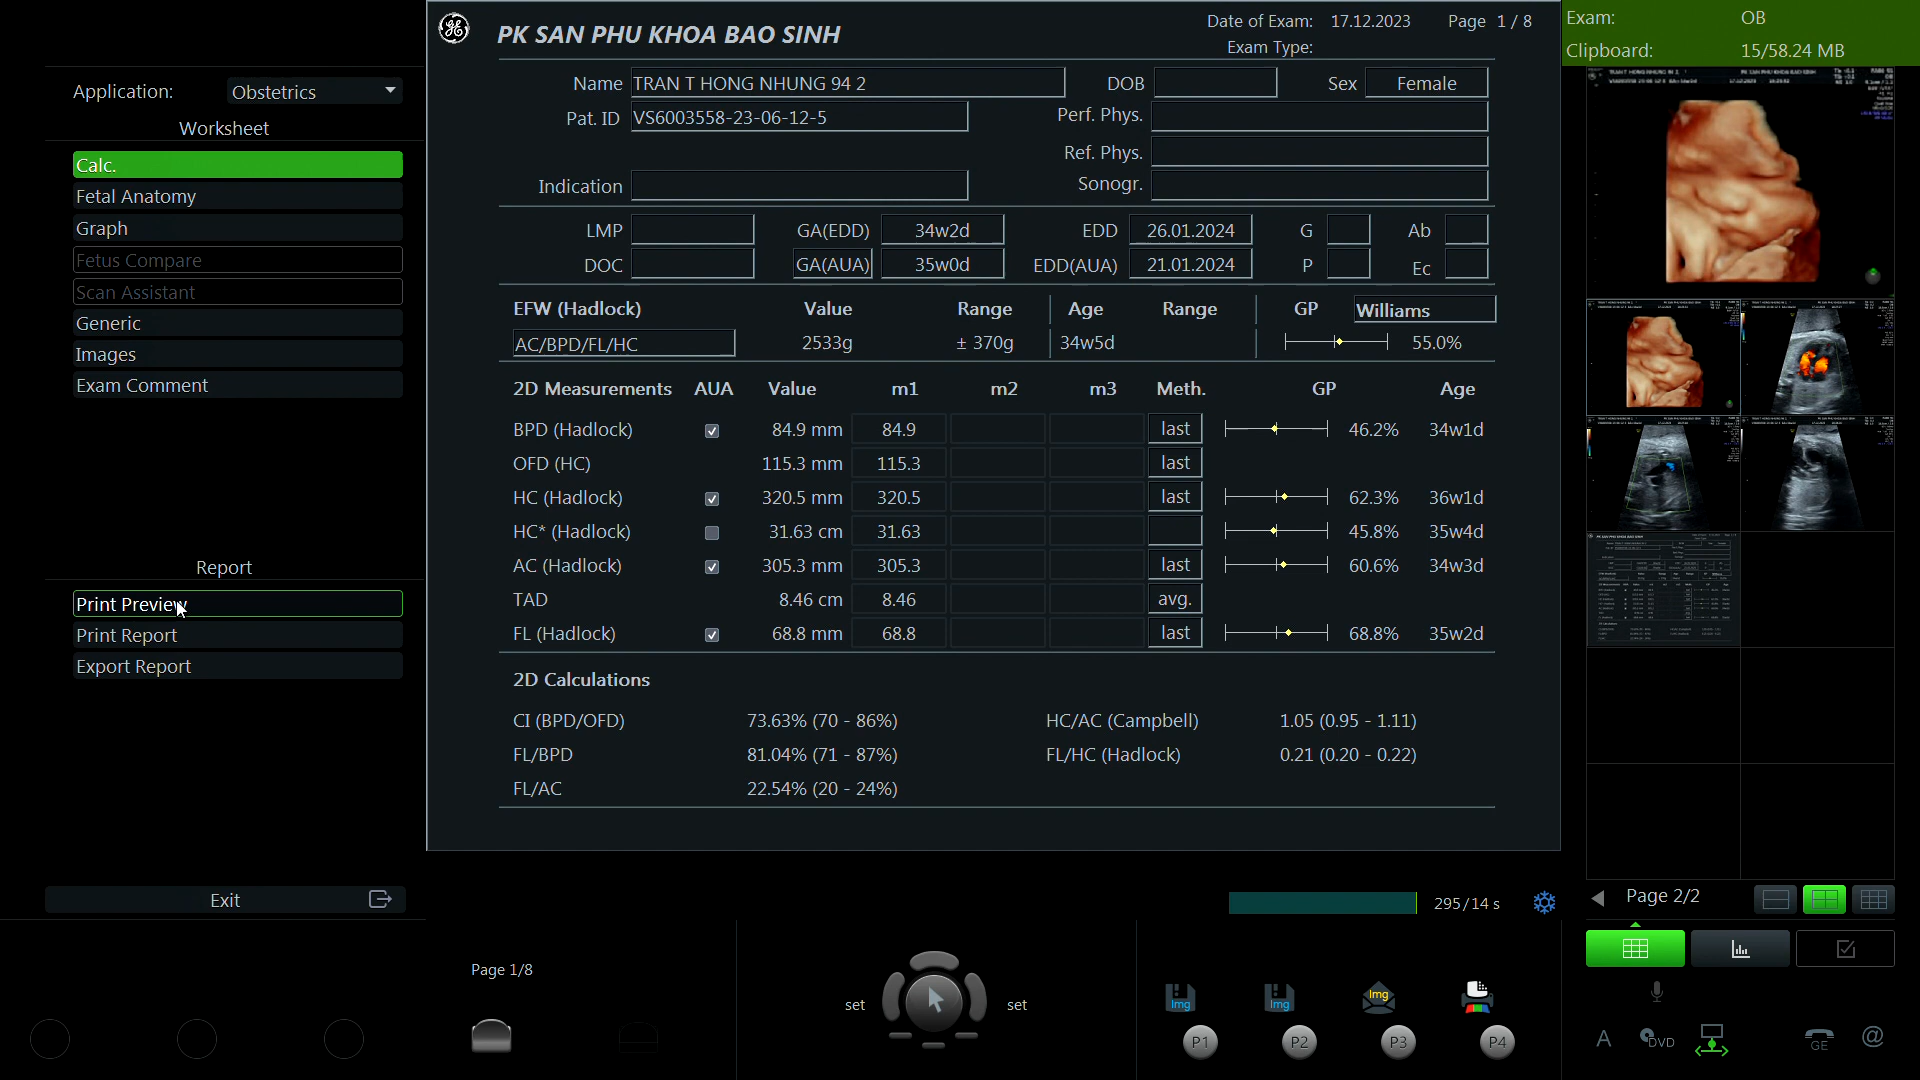 PK SAN PHU KHOA BAO SINH
Date of Exam: 17.12.2023 Page 1 / 8
Exam Type:
Exam: OB
Clipboard: 15/58.24 MB
Application: Obstetrics
Worksheet
Calc.
Fetal Anatomy
Graph
Fetus Compare
Scan Assistant
Generic
Images
Exam Comment
Report
Print Preview
Print Report
Export Report
Exit
Name TRAN T HONG NHUNG 94 2 DOB Sex Female
Pat. ID VS6003558-23-06-12-5 Perf. Phys.
Ref. Phys.
Indication Sonogr.
LMP GA(EDD) 34w2d EDD 26.01.2024 G Ab
DOC GA(AUA) 35w0d EDD(AUA) 21.01.2024 P Ec
EFW (Hadlock) Value Range Age Range GP Williams
AC/BPD/FL/HC 2533g ± 370g 34w5d 55.0%
2D Measurements AUA Value m1 m2 m3 Meth. GP Age
BPD (Hadlock) 84.9 mm 84.9 last 46.2% 34w1d
OFD (HC) 115.3 mm 115.3 last
HC (Hadlock) 320.5 mm 320.5 last 62.3% 36w1d
HC* (Hadlock) 31.63 cm 31.63 45.8% 35w4d
AC (Hadlock) 305.3 mm 305.3 last 60.6% 34w3d
TAD 8.46 cm 8.46 avg.
FL (Hadlock) 68.8 mm 68.8 last 68.8% 35w2d
2D Calculations
CI (BPD/OFD) 73.63% (70 - 86%) HC/AC (Campbell) 1.05 (0.95 - 1.11)
FL/BPD 81.04% (71 - 87%) FL/HC (Hadlock) 0.21 (0.20 - 0.22)
FL/AC 22.54% (20 - 24%)
295/14 s
Page 2/2
Page 1/8
set set
Img Img Img
P1 P2 P3 P4
A DVD GE @